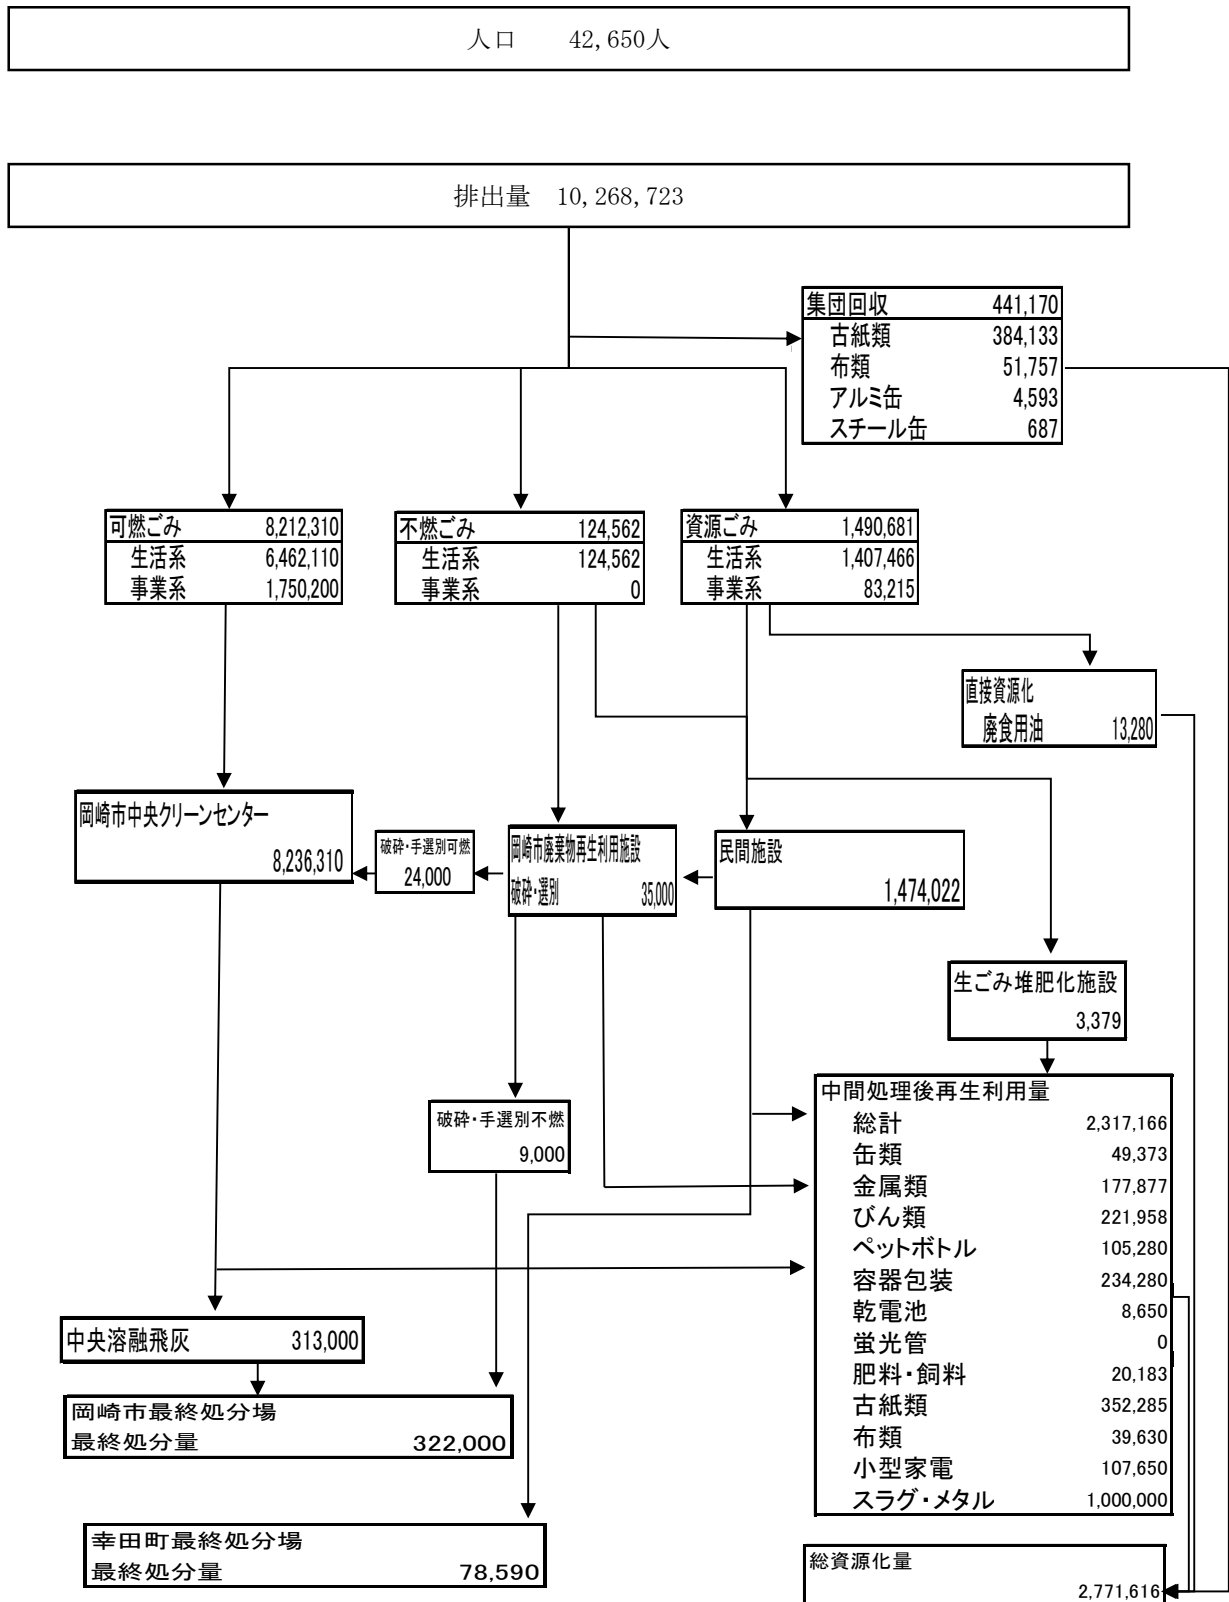 人口　　42,650人
排出量　10,268,723
集団回収 441,170
古紙類 384,133
布類 51,757
アルミ缶 4,593
スチール缶 687
可燃ごみ 8,212,310
生活系 6,462,110
事業系 1,750,200
不燃ごみ 124,562
生活系 124,562
事業系 0
資源ごみ 1,490,681
生活系 1,407,466
事業系 83,215
直接資源化
廃食用油 13,280
岡崎市中央クリーンセンター
8,236,310
破砕・手選別可燃
24,000
岡崎市廃棄物再生利用施設
破砕・選別 35,000
民間施設
1,474,022
生ごみ堆肥化施設
3,379
破砕・手選別不燃
9,000
中間処理後再生利用量
総計 2,317,166
缶類 49,373
金属類 177,877
びん類 221,958
ペットボトル 105,280
容器包装 234,280
乾電池 8,650
蛍光管 0
肥料・飼料 20,183
古紙類 352,285
布類 39,630
小型家電 107,650
スラグ・メタル 1,000,000
中央溶融飛灰 313,000
岡崎市最終処分場
最終処分量 322,000
幸田町最終処分場
最終処分量 78,590
総資源化量
2,771,616